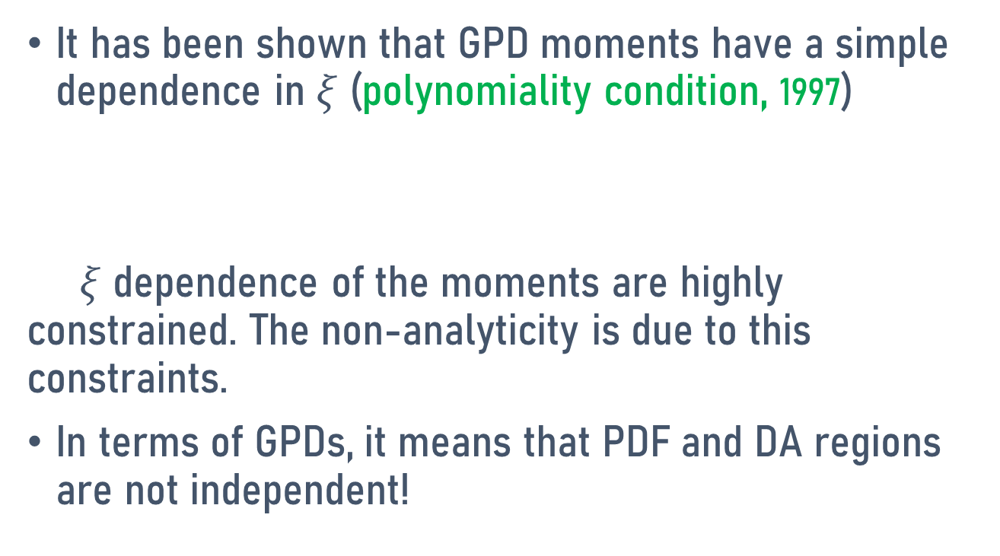 • It has been shown that GPD moments have a simple
dependence in ξ (polynomiality condition, 1997)
ξ dependence of the moments are highly
constrained. The non-analyticity is due to this
constraints.
• In terms of GPDs, it means that PDF and DA regions
are not independent!